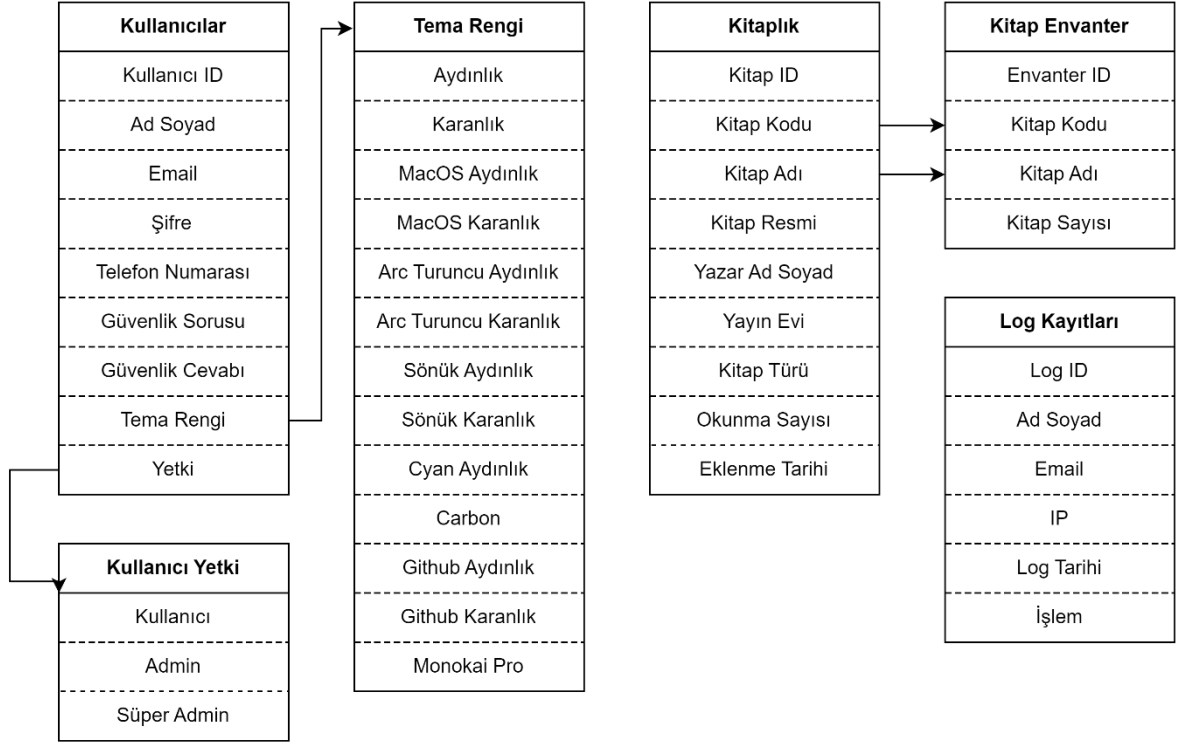 Kullanıcılar
Kullanıcı ID
Ad Soyad
Email
Şifre
Telefon Numarası
Güvenlik Sorusu
Güvenlik Cevabı
Tema Rengi
Yetki
Kullanıcı Yetki
Kullanıcı
Admin
Süper Admin
Tema Rengi
Aydınlık
Karanlık
MacOS Aydınlık
MacOS Karanlık
Arc Turuncu Aydınlık
Arc Turuncu Karanlık
Sönük Aydınlık
Sönük Karanlık
Cyan Aydınlık
Carbon
Github Aydınlık
Github Karanlık
Monokai Pro
Kitaplık
Kitap ID
Kitap Kodu
Kitap Adı
Kitap Resmi
Yazar Ad Soyad
Yayın Evi
Kitap Türü
Okunma Sayısı
Eklenme Tarihi
Kitap Envanter
Envanter ID
Kitap Kodu
Kitap Adı
Kitap Sayısı
Log Kayıtları
Log ID
Ad Soyad
Email
IP
Log Tarihi
İşlem